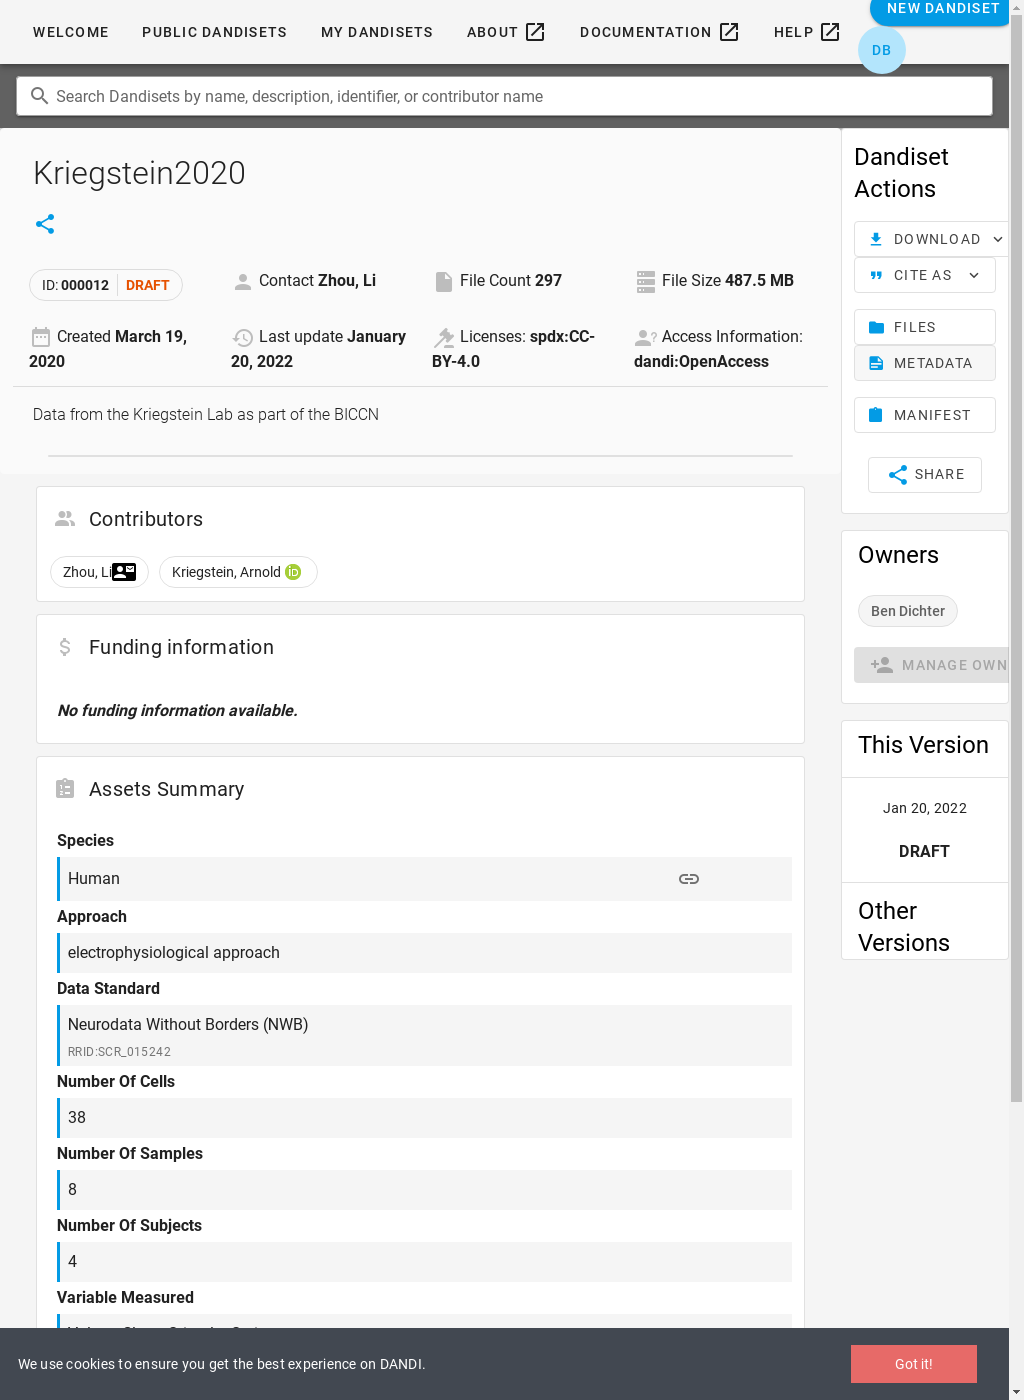 NEW DANDISET
WELCOME PUBLIC DANDISETS MY DANDISETS ABOUT DOCUMENTATION HELP
DB
Search Dandisets by name, description, identifier, or contributor name
Kriegstein2020
ID: 000012 DRAFT
Contact Zhou, Li
File Count 297
File Size 487.5 MB
Created March 19,
2020
Last update January
20, 2022
Licenses: spdx:CC-
BY-4.0
Access Information:
dandi:OpenAccess
Data from the Kriegstein Lab as part of the BICCN
Contributors
Zhou, Li
Kriegstein, Arnold iD
Funding information
No funding information available.
Assets Summary
Species
Human
Approach
electrophysiological approach
Data Standard
Neurodata Without Borders (NWB)
RRID:SCR_015242
Number Of Cells
38
Number Of Samples
8
Number Of Subjects
4
Variable Measured
Dandiset
Actions
DOWNLOAD
CITE AS
FILES
METADATA
MANIFEST
SHARE
Owners
Ben Dichter
MANAGE OWN
This Version
Jan 20, 2022
DRAFT
Other
Versions
We use cookies to ensure you get the best experience on DANDI.
Got it!